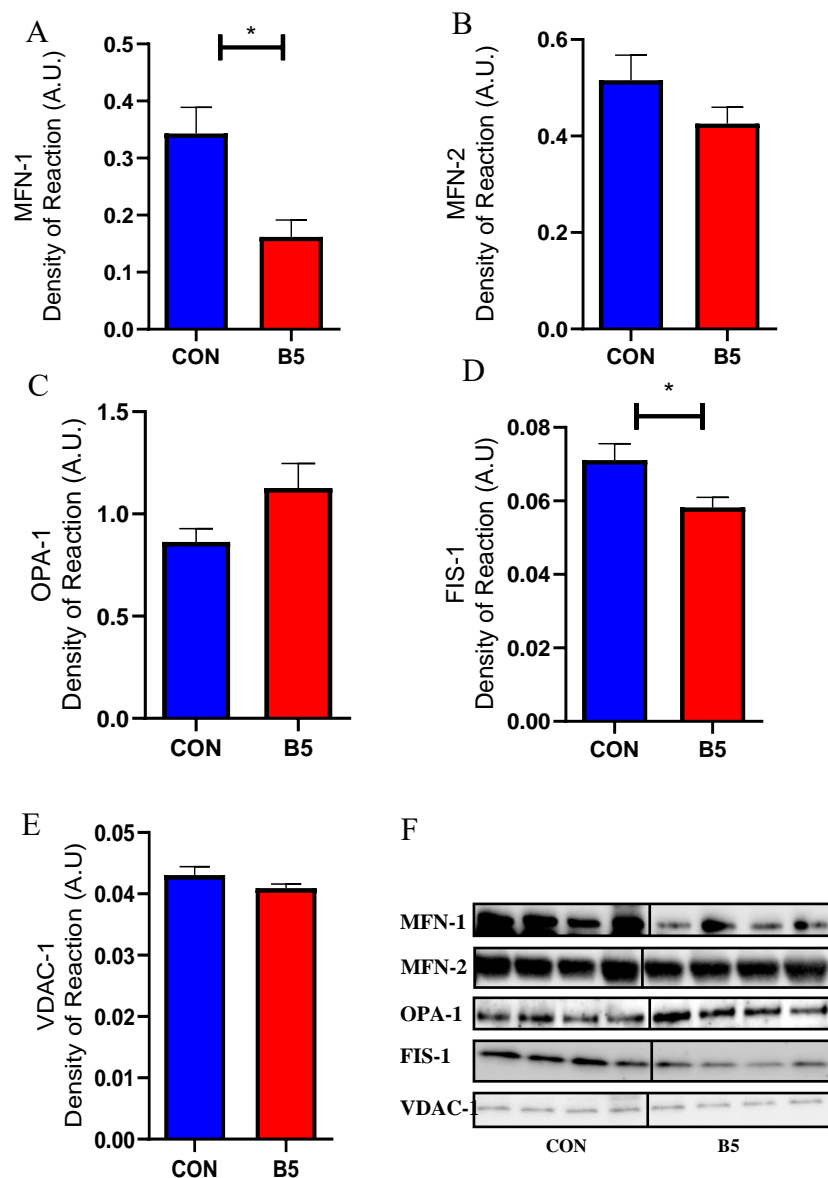 A
*
MFN-1
Density of Reaction (A.U.)
0.5
0.4
0.3
0.2
0.1
0.0
CON
B5
B
MFN-2
Density of Reaction (A.U.)
0.6
0.4
0.2
0.0
CON
B5
C
OPA-1
Density of Reaction (A.U.)
1.5
1.0
0.5
0.0
CON
B5
D
*
FIS-1
Density of Reaction (A.U)
0.08
0.06
0.04
0.02
0.00
CON
B5
E
VDAC-1
Density of Reaction (A.U)
0.05
0.04
0.03
0.02
0.01
0.00
CON
B5
F
MFN-1
MFN-2
OPA-1
FIS-1
VDAC-1
CON
B5